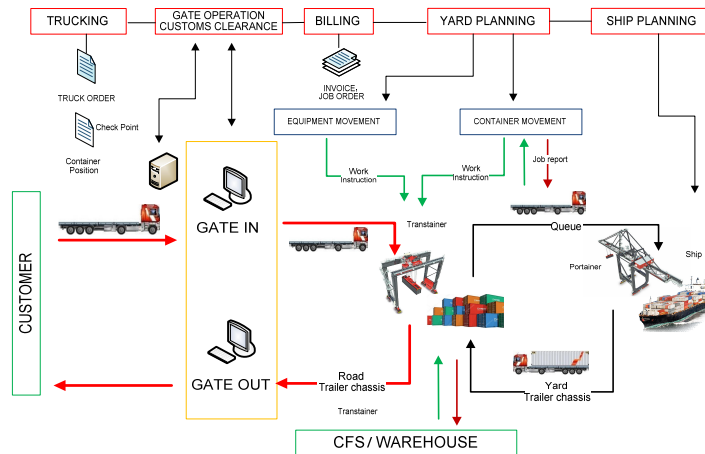 TRUCKING
GATE OPERATION
CUSTOMS CLEARANCE
BILLING
YARD PLANNING
SHIP PLANNING
TRUCK ORDER
INVOICE,
JOB ORDER
Check Point
Container
Position
EQUIPMENT MOVEMENT
CONTAINER MOVEMENT
Work
Instruction
Work
Instruction
Job report
CUSTOMER
GATE IN
Transtainer
Queue
Portainer
Ship
GATE OUT
Road
Trailer chassis
Yard
Trailer chassis
Transtainer
CFS / WAREHOUSE